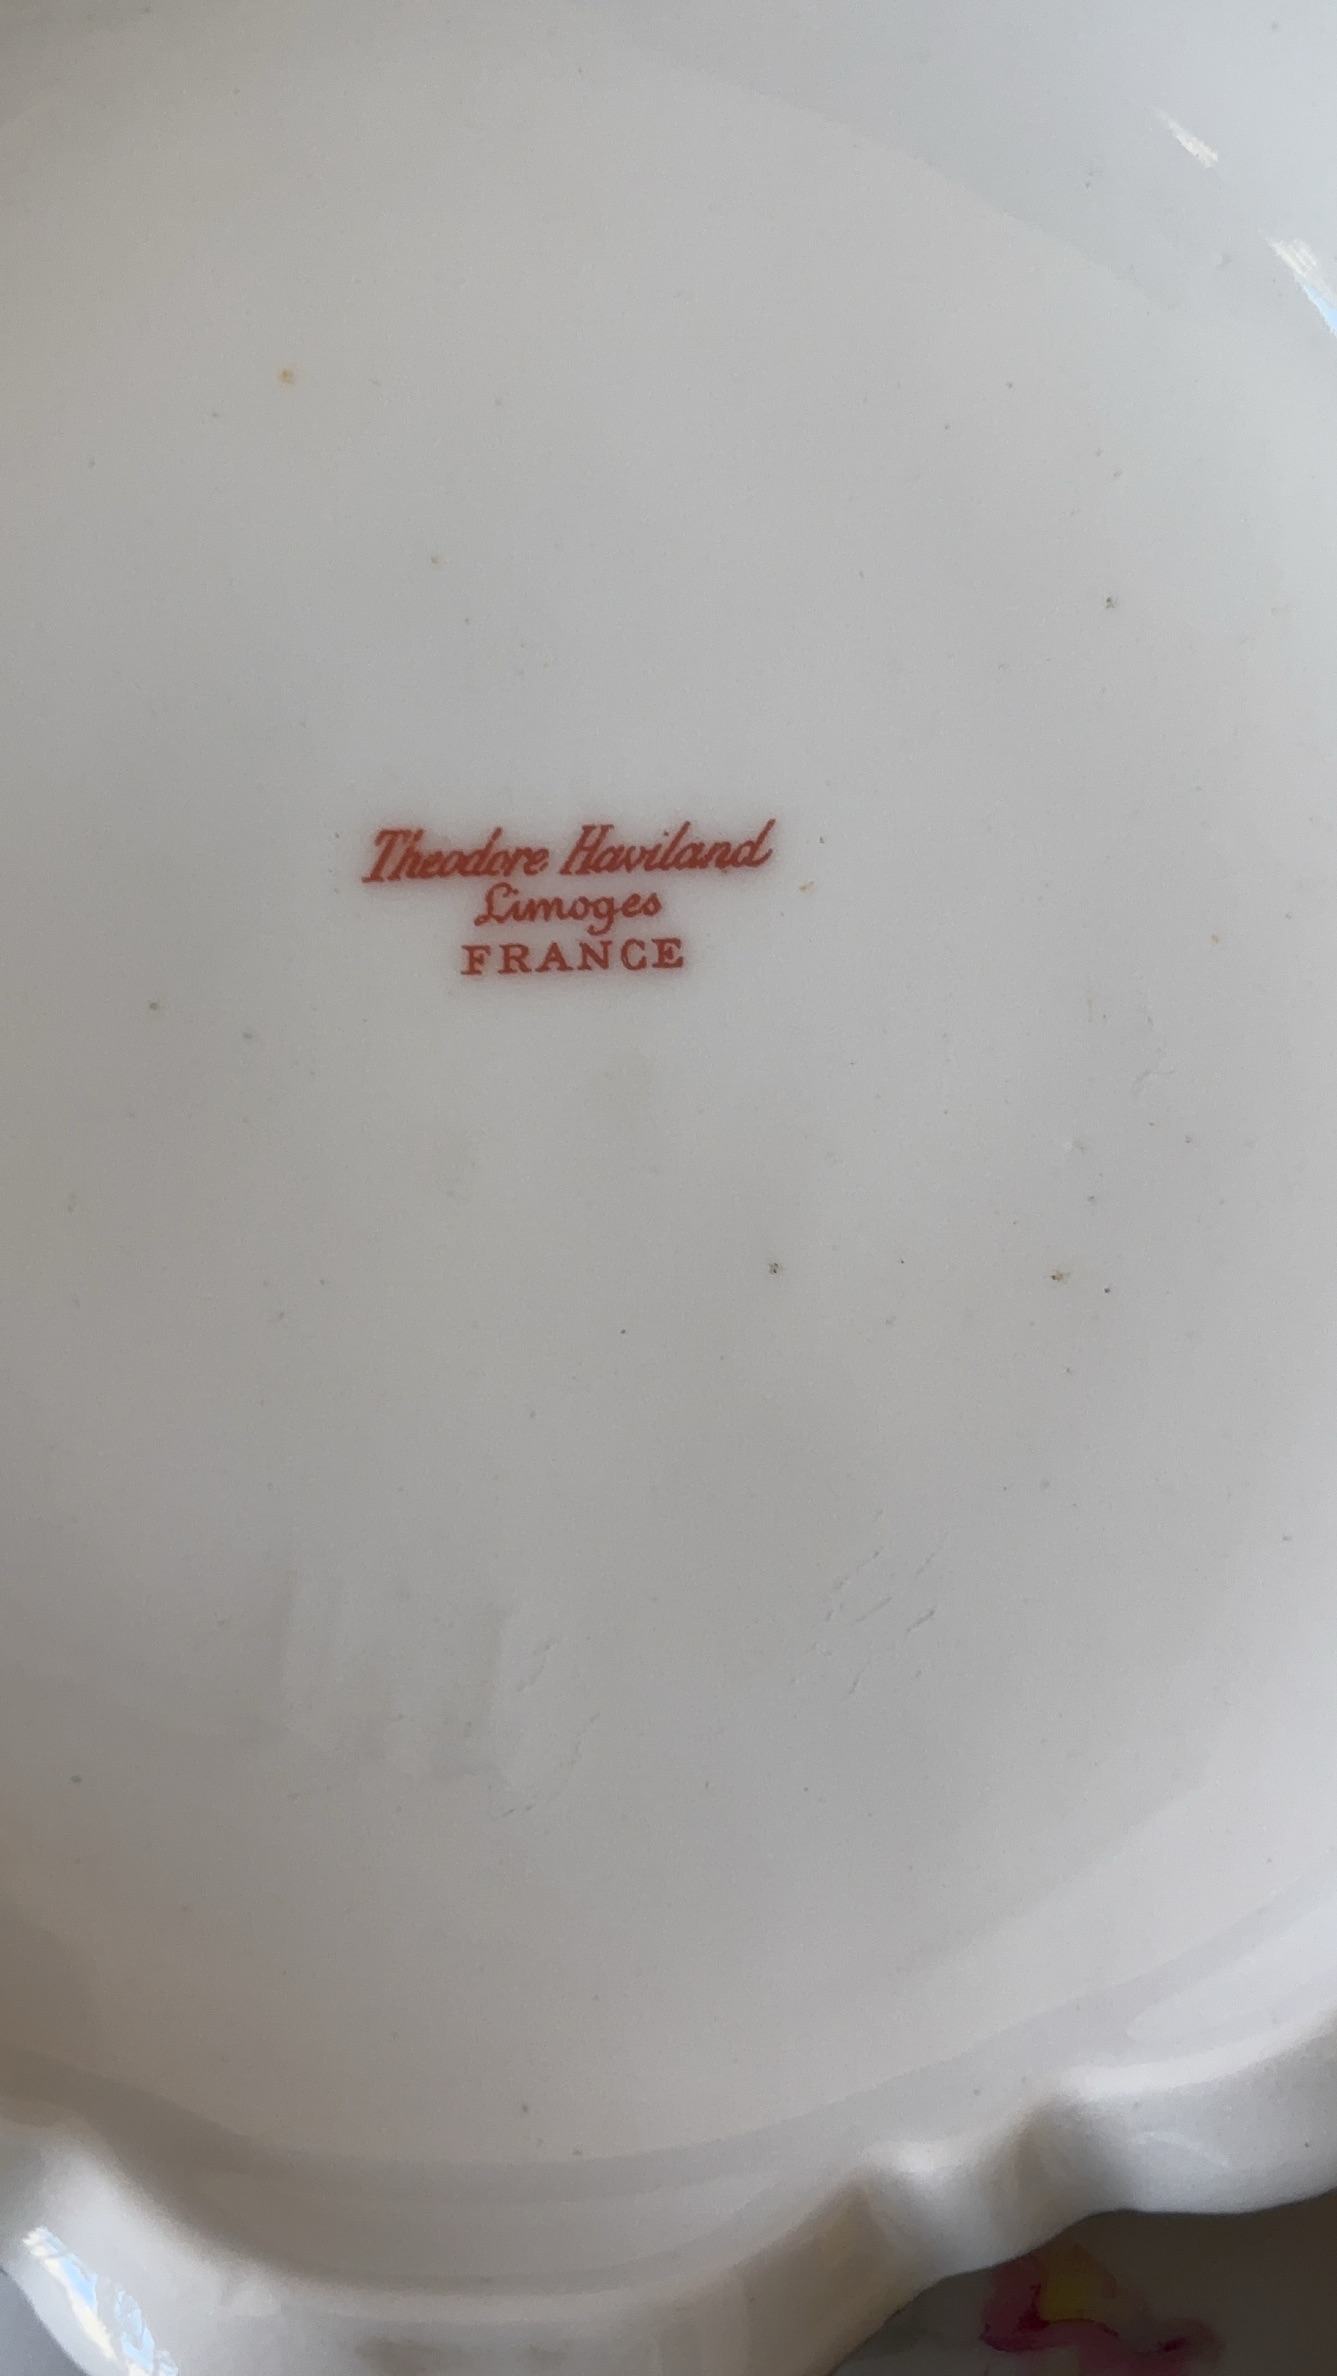 Theodore Haviland
Limoges
FRANCE